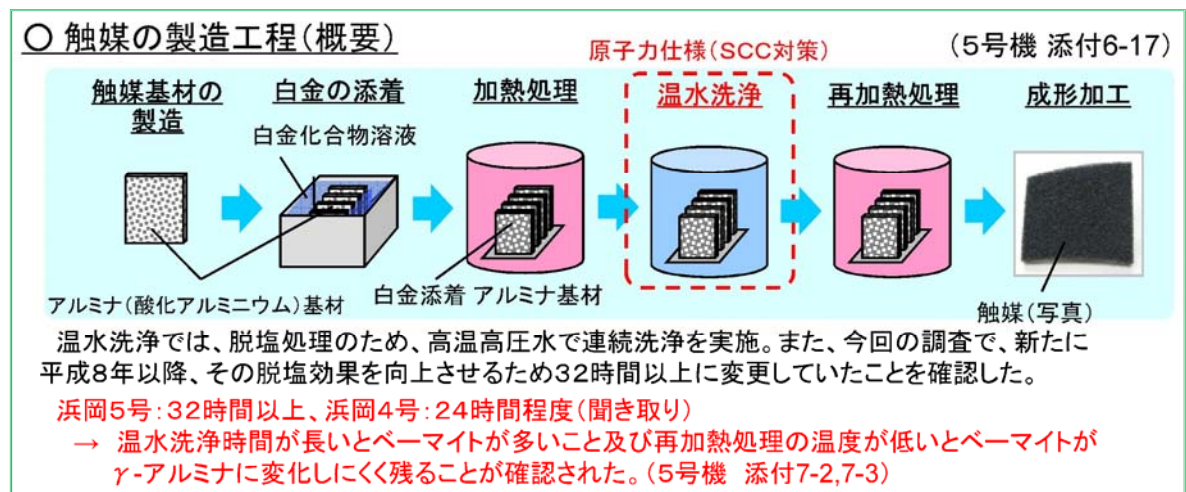 ○ 触媒の製造工程(概要)
原子力仕様(SCC対策)
(5号機 添付6-17)
触媒基材の
製造
白金の添着
加熱処理
温水洗浄
再加熱処理
成形加工
白金化合物溶液
アルミナ(酸化アルミニウム)基材
白金添着 アルミナ基材
触媒(写真)
温水洗浄では、脱塩処理のため、高温高圧水で連続洗浄を実施。また、今回の調査で、新たに
平成8年以降、その脱塩効果を向上させるため32時間以上に変更していたことを確認した。
浜岡5号:32時間以上、浜岡4号:24時間程度(聞き取り)
→ 温水洗浄時間が長いとベーマイトが多いこと及び再加熱処理の温度が低いとベーマイトが
γ-アルミナに変化しにくく残ることが確認された。(5号機 添付7-2,7-3)